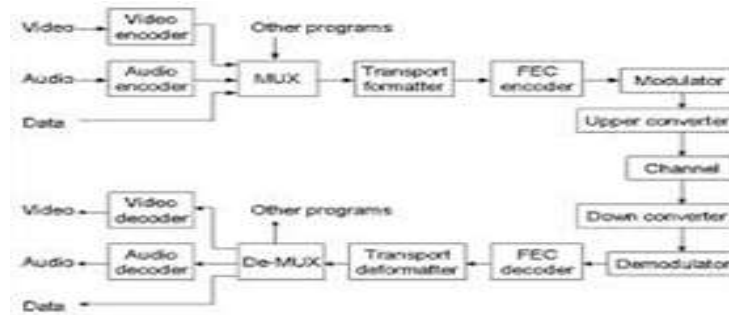 Video
Video
encoder
Other programs
Audio
Audio
encoder
MUX
Transport
formatter
FEC
encoder
Modulator
Data
Upper converter
Channel
Video
Video
decoder
Other programs
Down converter
Audio
Audio
decoder
De-MUX
Transport
deformatter
FEC
decoder
Demodulator
Data